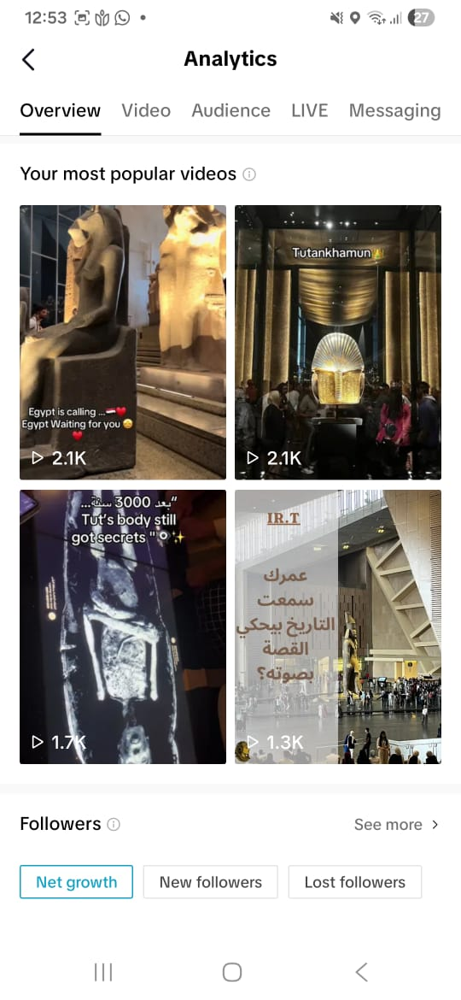 12:53
27
Analytics
Overview Video Audience LIVE Messaging
Your most popular videos
Egypt is calling ...🇪🇬❤️
Egypt Waiting for you 🤩
❤️
2.1K
Tutankhamun 👑
2.1K
"بعد 3000 سنة...
Tut's body still
got secrets "👁️✨
1.7K
IR.T
عمرك
سمعت
التاريخ بيحكي
القصة
بصوته؟
1.3K
Followers
See more
Net growth New followers Lost followers